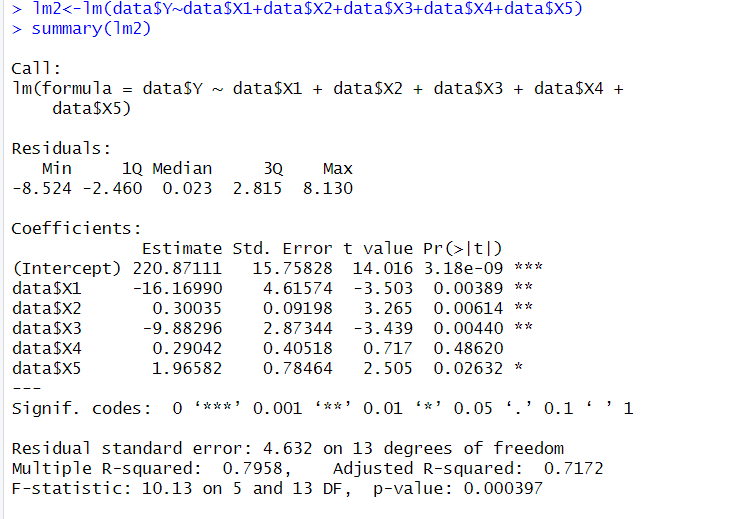 > lm2<-lm(data$Y~data$X1+data$X2+data$X3+data$X4+data$X5)
> summary(lm2)
Call:
lm(formula = data$Y ~ data$X1 + data$X2 + data$X3 + data$X4 +
    data$X5)
Residuals:
   Min     1Q Median     3Q    Max
-8.524 -2.460  0.023  2.815  8.130
Coefficients:
             Estimate Std. Error t value Pr(>|t|)
(Intercept) 220.87111   15.75828  14.016 3.18e-09 ***
data$X1     -16.16990    4.61574  -3.503  0.00389 **
data$X2       0.30035    0.09198   3.265  0.00614 **
data$X3      -9.88296    2.87344  -3.439  0.00440 **
data$X4       0.29042    0.40518   0.717  0.48620
data$X5       1.96582    0.78464   2.505  0.02632 *
---
Signif. codes:  0 ‘***’ 0.001 ‘**’ 0.01 ‘*’ 0.05 ‘.’ 0.1 ‘ ’ 1
Residual standard error: 4.632 on 13 degrees of freedom
Multiple R-squared:  0.7958,    Adjusted R-squared:  0.7172
F-statistic: 10.13 on 5 and 13 DF,  p-value: 0.000397